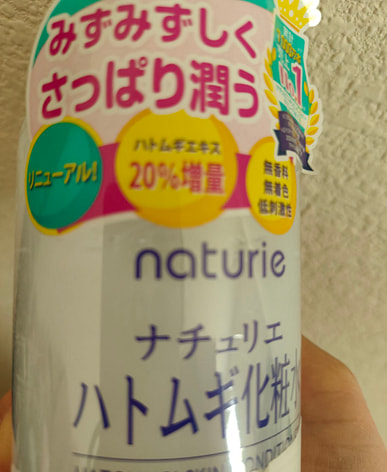 みずみずしく
さっぱり潤う
No.1
リニューアル!
ハトムギエキス
20%増量
無香料
無着色
低刺激性
naturie
ナチュリエ
ハトムギ化粧水